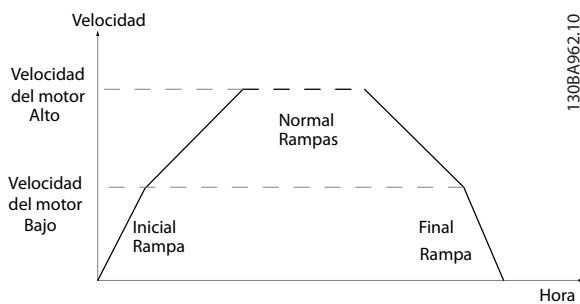 Velocidad
130BA962.10
Velocidad
del motor
Alto
Normal
Rampas
Velocidad
del motor
Bajo
Inicial
Rampa
Final
Rampa
Hora